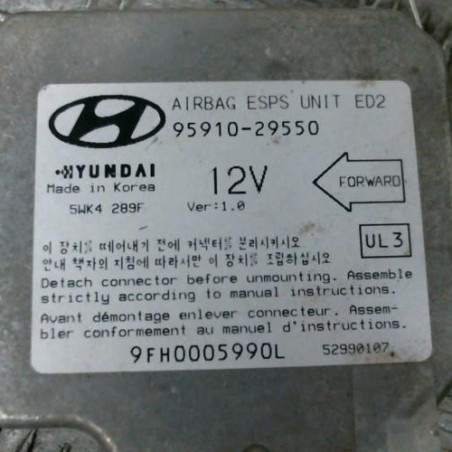 AIRBAG ESPS UNIT ED2
95910-29550
HYUNDAI
Made in Korea
12V
FORWARD
5WK4 289F
Ver:1.0
UL3
이 장치를 떼어내기 전에 커넥터를 분리시키시오
안내 책자의 지침에 따라서만 이 장치를 조립하십시오
Detach connector before unmounting. Assemble
strictly according to manual instructions.
Avant démontage enlever connecteur. Assem-
bler conformement au manuel d'instructions.
9FH0005990L
52990107